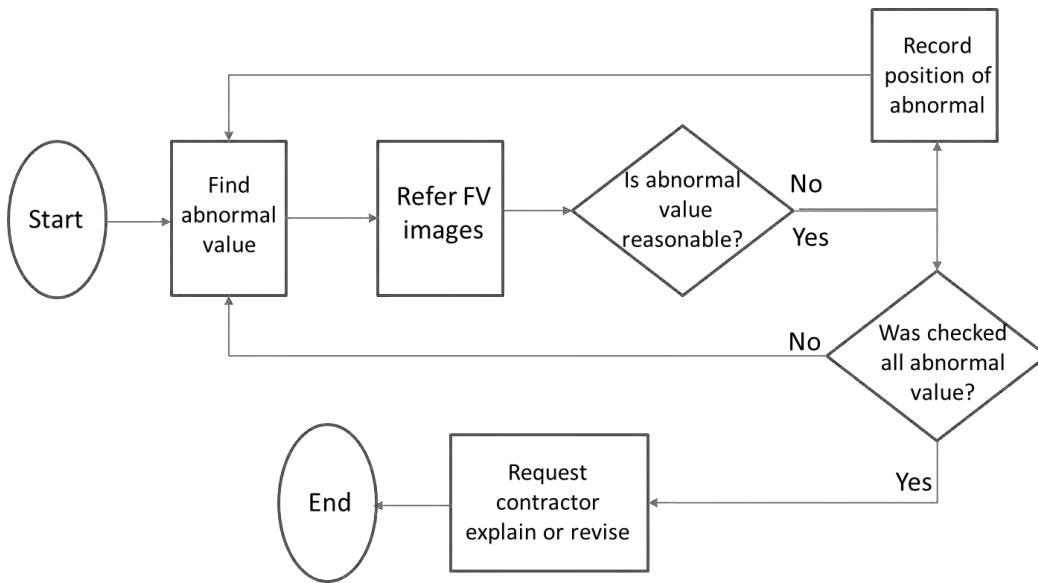 Record
position of
abnormal
Start
Find
abnormal
value
Refer FV
images
Is abnormal
value
reasonable?
No
Yes
No
Was checked
all abnormal
value?
Yes
Request
contractor
explain or revise
End